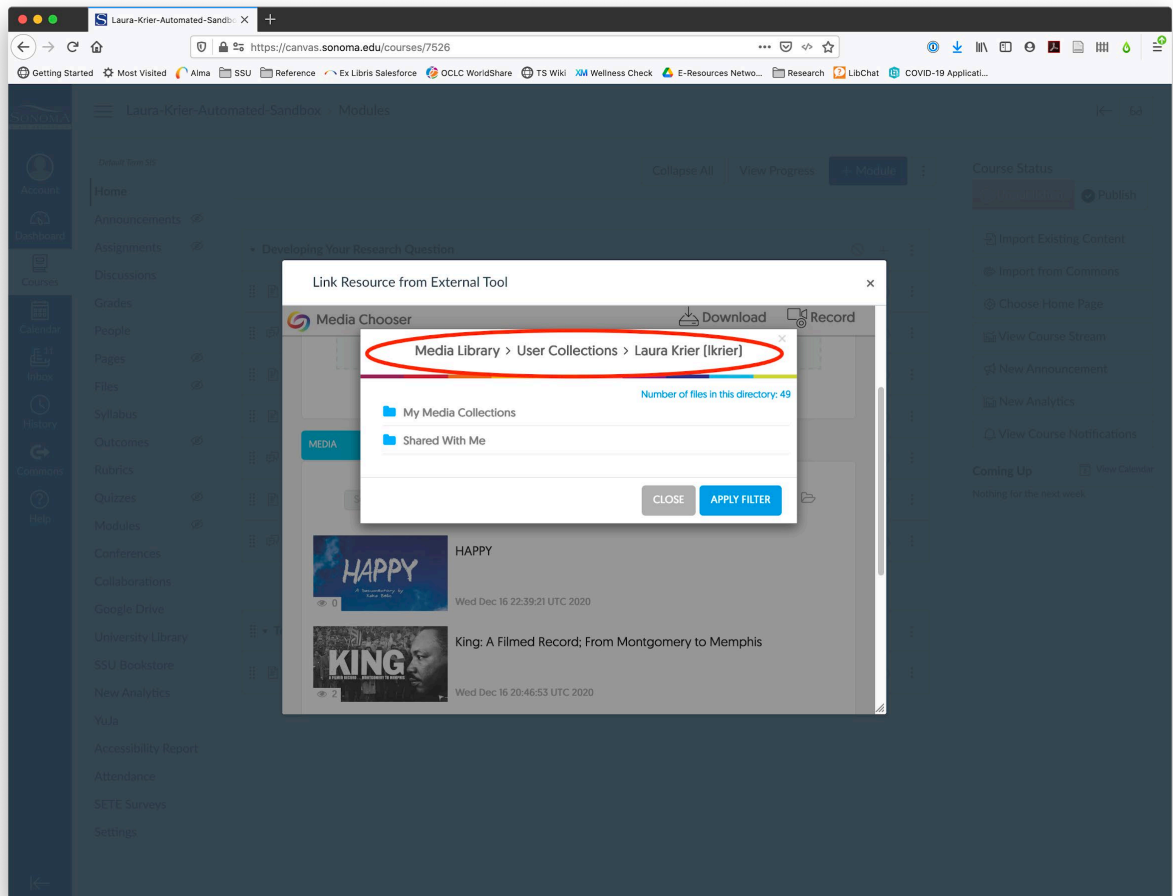 Laura-Krier-Automated-Sandbo
https://canvas.sonoma.edu/courses/7526
Getting Started Most Visited Alma SSU Reference Ex Libris Salesforce OCLC WorldShare TS Wiki XM Wellness Check E-Resources Netwo... Research LibChat COVID-19 Applicati...
SONOMA
Laura-Krier-Automated-Sandbox > Modules
Collapse All View Progress + Module
Course Status
Publish
Account
Dashboard
Courses
Calendar
Inbox
History
Commons
Help
Home
Announcements
Assignments
Discussions
Grades
People
Pages
Files
Syllabus
Outcomes
Rubrics
Quizzes
Modules
Conferences
Collaborations
Google Drive
University Library
SSU Bookstore
New Analytics
YuJa
Accessibility Report
Attendance
SETE Surveys
Settings
Developing Your Research Question
Link Resource from External Tool ×
Media Chooser Download Record
Media Library > User Collections > Laura Krier (lkrier)
Number of files in this directory: 49
My Media Collections
Shared With Me
MEDIA
CLOSE APPLY FILTER
HAPPY
HAPPY
0
Wed Dec 16 22:39:21 UTC 2020
KING
King: A Filmed Record; From Montgomery to Memphis
2
Wed Dec 16 20:46:53 UTC 2020
Import Existing Content
Import from Commons
Choose Home Page
View Course Stream
New Announcement
New Analytics
View Course Notifications
Coming Up View Calendar
Nothing for the next week